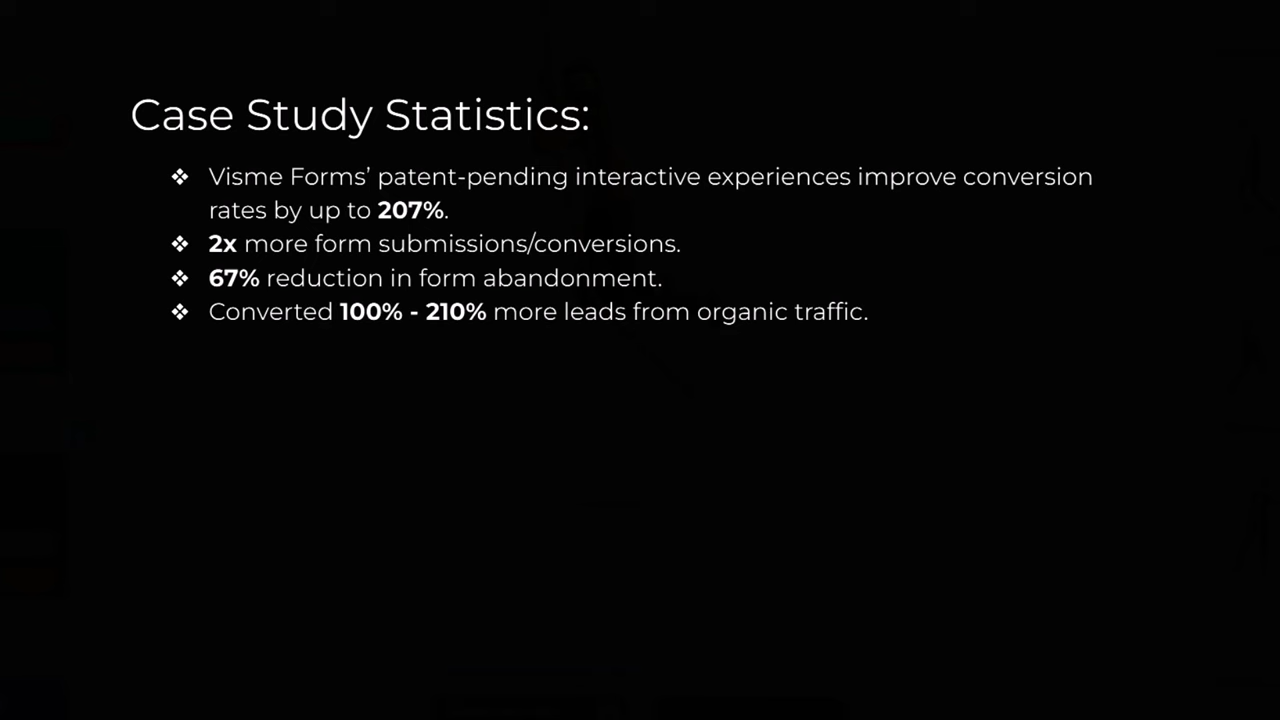 Case Study Statistics:
❖ Visme Forms’ patent-pending interactive experiences improve conversion
rates by up to 207%.
❖ 2x more form submissions/conversions.
❖ 67% reduction in form abandonment.
❖ Converted 100% - 210% more leads from organic traffic.